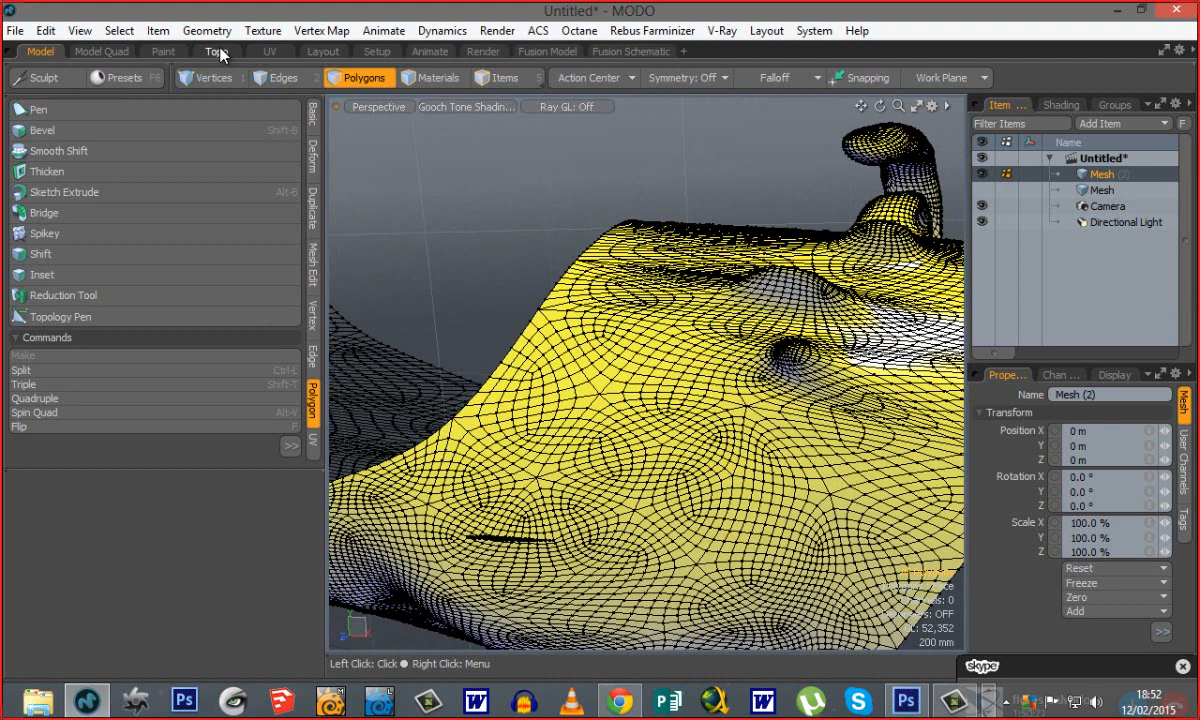 Untitled* - MODO
File Edit View Select Item Geometry Texture Vertex Map Animate Dynamics Render ACS Octane Rebus Farminizer V-Ray Layout System Help
Model Model Quad Paint UV Layout Setup Animate Render Fusion Model Fusion Schematic +
Sculpt Presets F6 Vertices 1 Edges 2 Polygons Materials Items 5 Action Center Symmetry: Off Falloff Snapping Work Plane
Perspective Gooch Tone Shadin... Ray GL: Off
Item ... Shading Groups
Filter Items Add Item F
Name
Untitled*
Mesh (2)
Mesh
Camera
Directional Light
Pen
Bevel Shift-B
Smooth Shift
Thicken
Sketch Extrude Alt-B
Bridge
Spikey
Shift
Inset
Reduction Tool
Topology Pen
Commands
Make
Split Ctrl-L
Triple Shift-T
Quadruple
Spin Quad Alt-V
Flip F
>>
Basic
Deform
Duplicate
Mesh Edit
Vertex
Edge
Polygon
UV
Prope... Chan ... Display
Name Mesh (2)
Transform
Position X 0 m
Y 0 m
Z 0 m
Rotation X 0.0 °
Y 0.0 °
Z 0.0 °
Scale X 100.0 %
Y 100.0 %
Z 100.0 %
Reset
Freeze
Zero
Add
>>
Mesh
User Channels
Tags
OFF
52,352
200 mm
Left Click: Click Right Click: Menu
skype
Ps W W Ps
18:52
12/02/2015